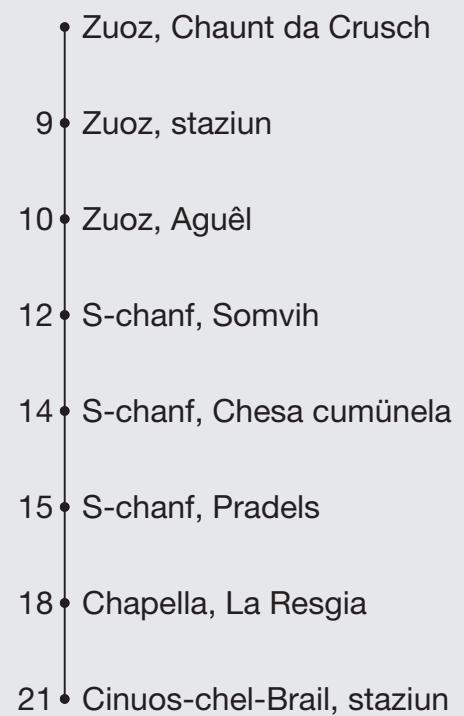 Zuoz, Chaunt da Crusch
9 Zuoz, staziun
10 Zuoz, Aguêl
12 S-chanf, Somvih
14 S-chanf, Chesa cumünela
15 S-chanf, Pradels
18 Chapella, La Resgia
21 Cinuos-chel-Brail, staziun